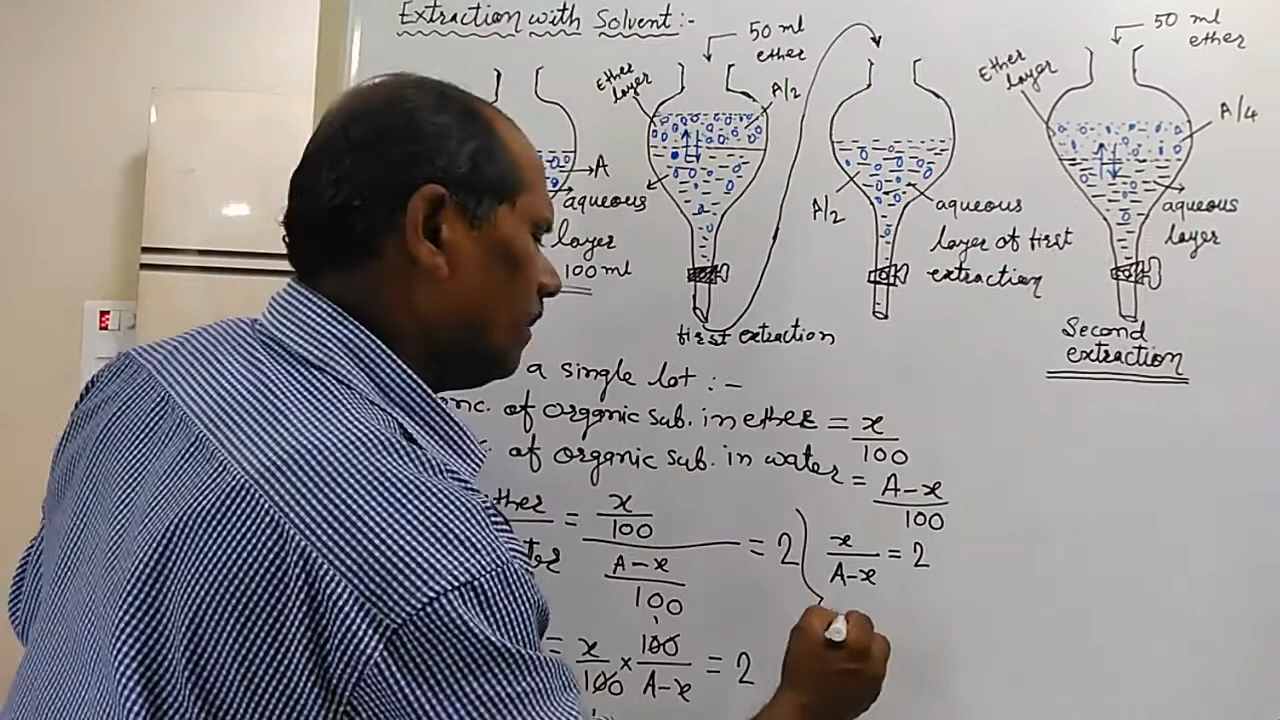 Extraction with Solvent:-
50 ml
ether
Ether
layer
A/2
A
aqueous
layer
100ml
first extraction
A/2
aqueous
layer of first
extraction
50 ml
ether
Ether
layer
A/4
aqueous
layer
Second
extraction
a single lot :-
of organic sub. in ether = x/100
of organic sub. in water = A-x/100
x/100
A-x/100
= 2
x/A-x = 2
= x/100 × 100/A-x = 2